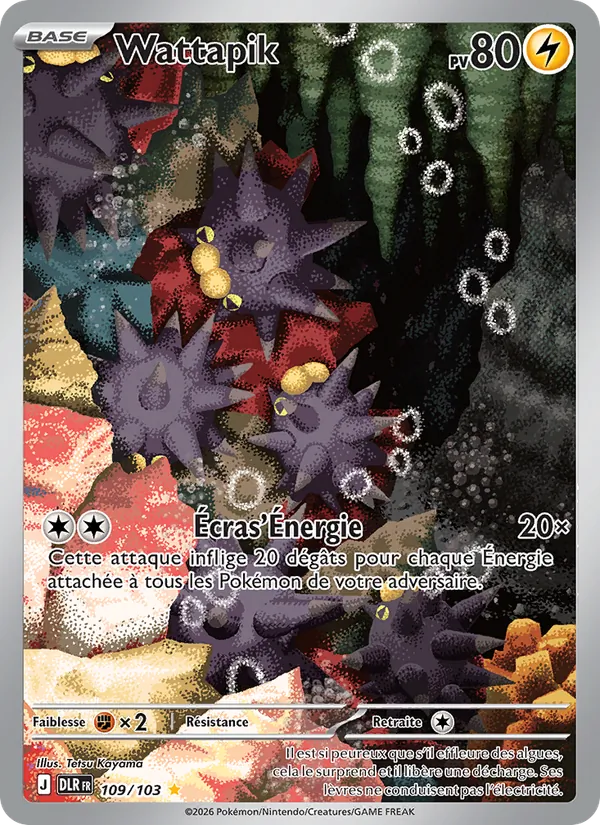 BASE Wattapik PV 80
Écras'Énergie 20×
Cette attaque inflige 20 dégâts pour chaque Énergie
attachée à tous les Pokémon de votre adversaire.
Faiblesse ×2 Résistance Retraite
Illus. Tetsu Kayama
Il est si peureux que s'il effleure des algues,
cela le surprend et il libère une décharge. Ses
lèvres ne conduisent pas l'électricité.
J DLR FR 109/103
©2026 Pokémon/Nintendo/Creatures/GAME FREAK